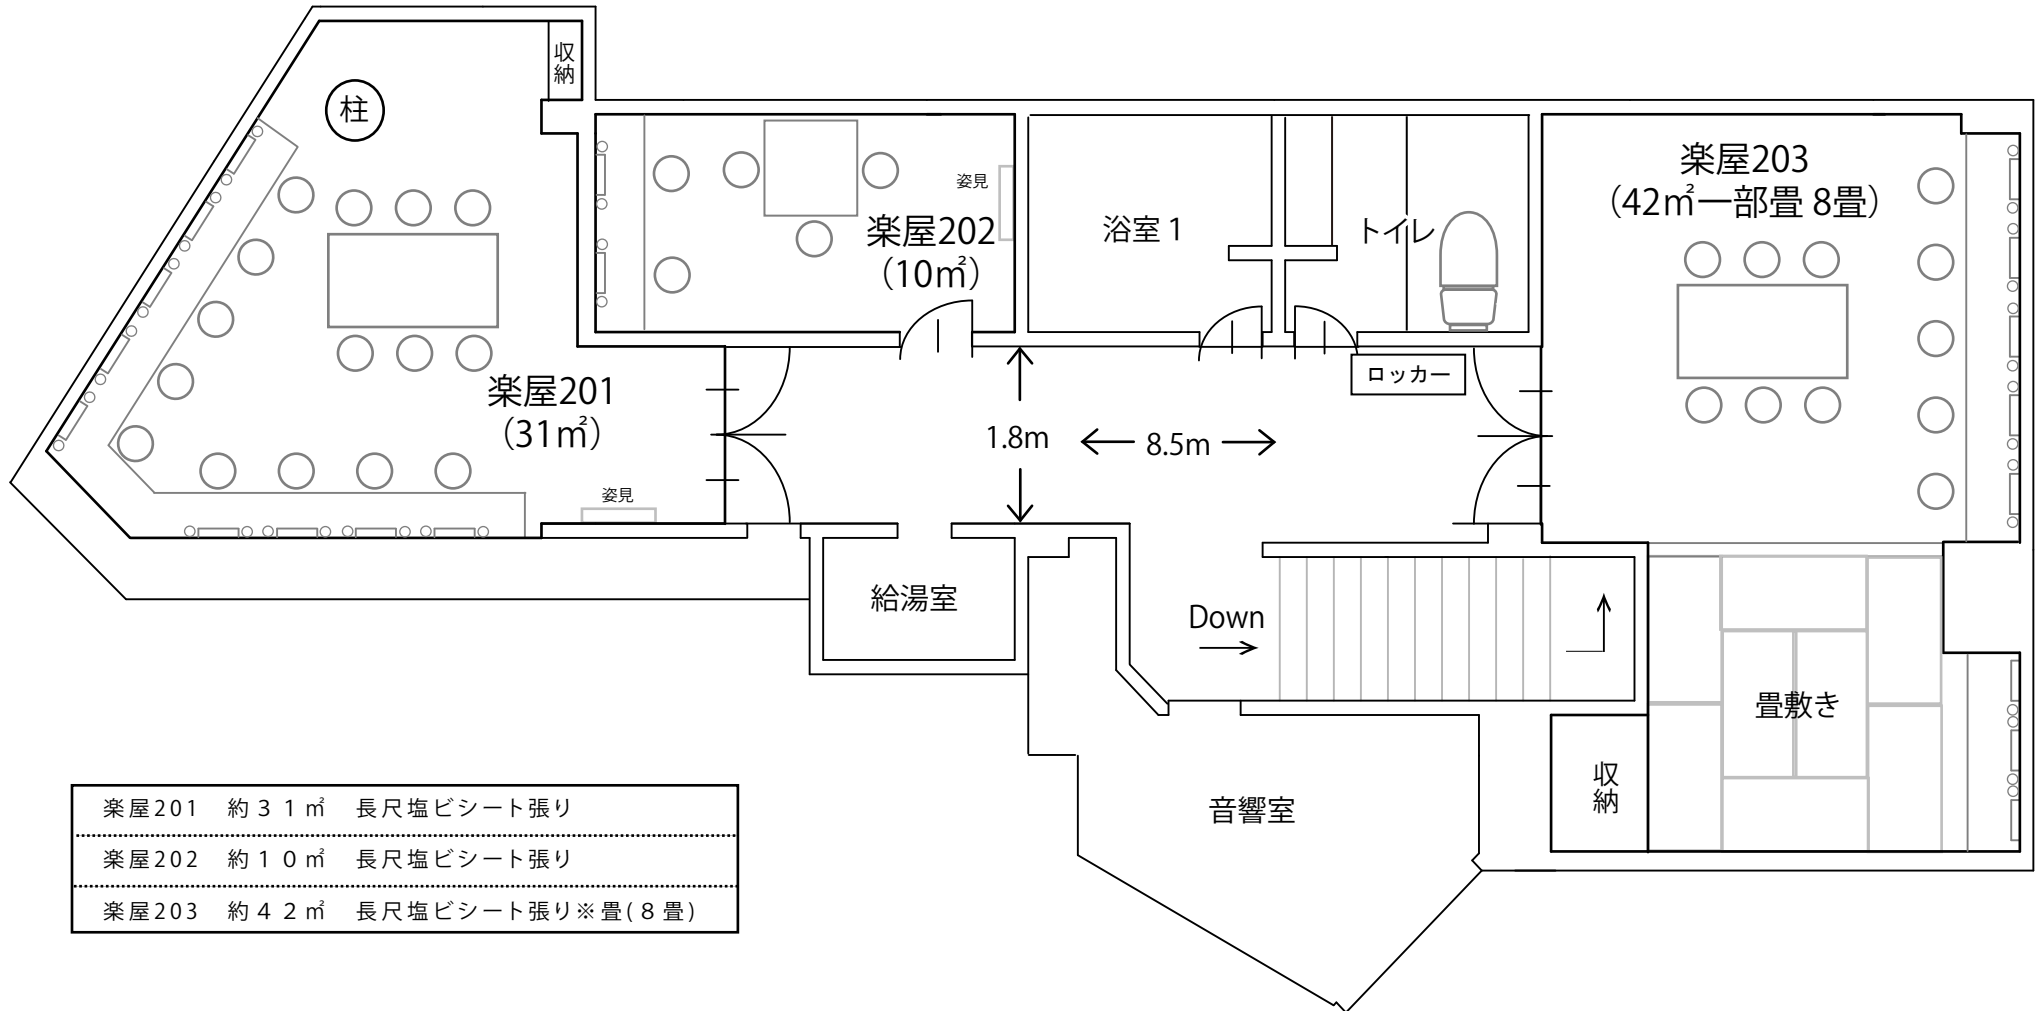 収納
柱
姿見
楽屋202
（10㎡）
浴室１
トイレ
楽屋203
（42㎡一部畳 8畳）
楽屋201
（31㎡）
姿見
1.8m
8.5m
ロッカー
給湯室
Down
畳敷き
収納
音響室
楽屋201　約３１㎡　長尺塩ビシート張り
楽屋202　約１０㎡　長尺塩ビシート張り
楽屋203　約４２㎡　長尺塩ビシート張り※畳(８畳)